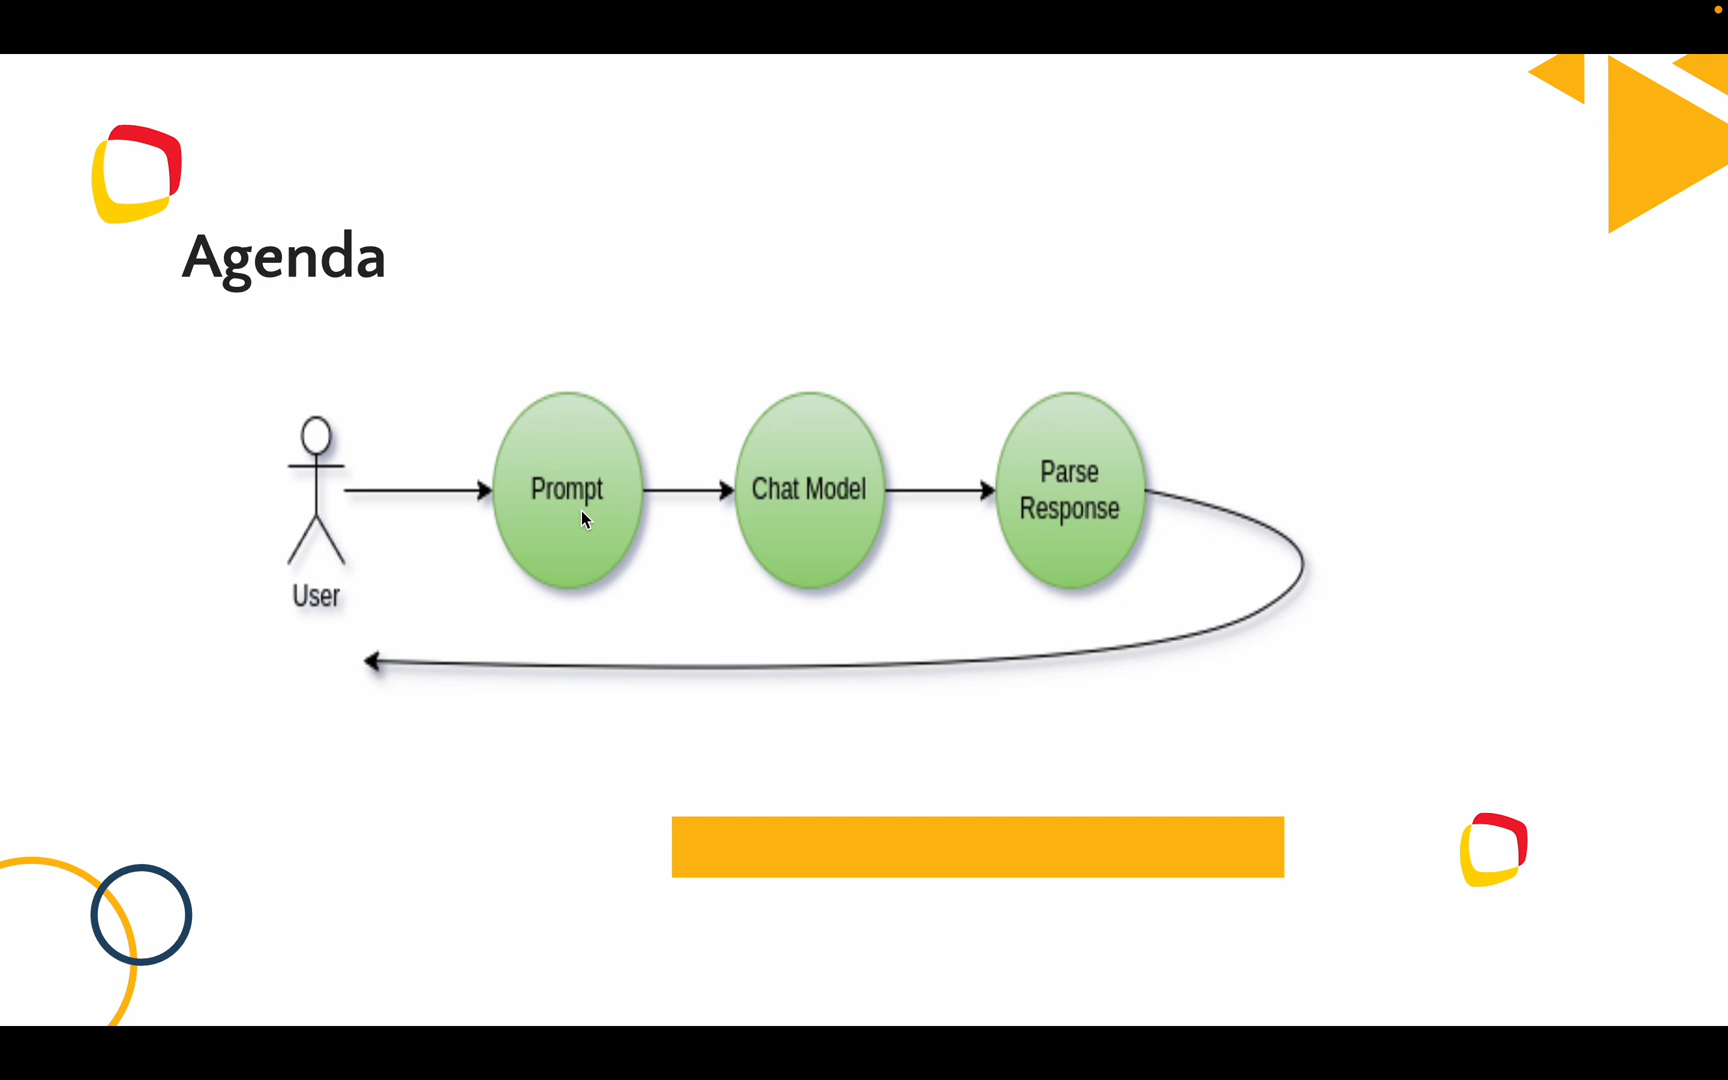 Agenda
User
Prompt
Chat Model
Parse
Response